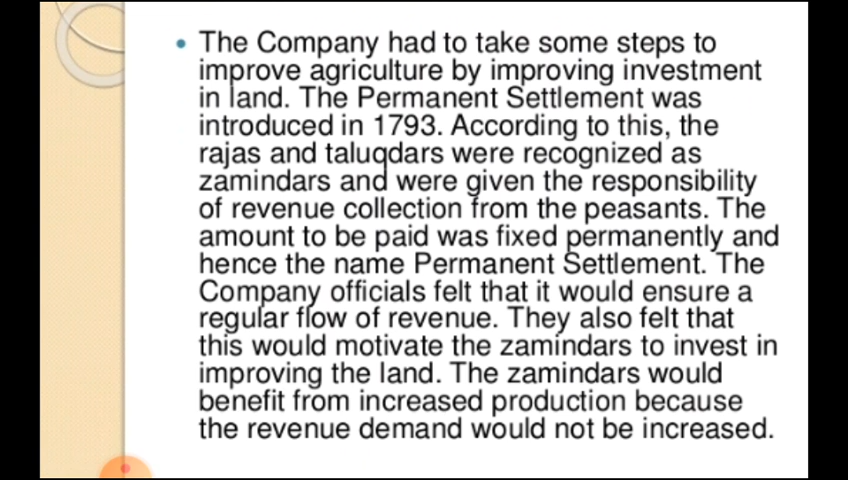 • The Company had to take some steps to
improve agriculture by improving investment
in land. The Permanent Settlement was
introduced in 1793. According to this, the
rajas and taluqdars were recognized as
zamindars and were given the responsibility
of revenue collection from the peasants. The
amount to be paid was fixed permanently and
hence the name Permanent Settlement. The
Company officials felt that it would ensure a
regular flow of revenue. They also felt that
this would motivate the zamindars to invest in
improving the land. The zamindars would
benefit from increased production because
the revenue demand would not be increased.